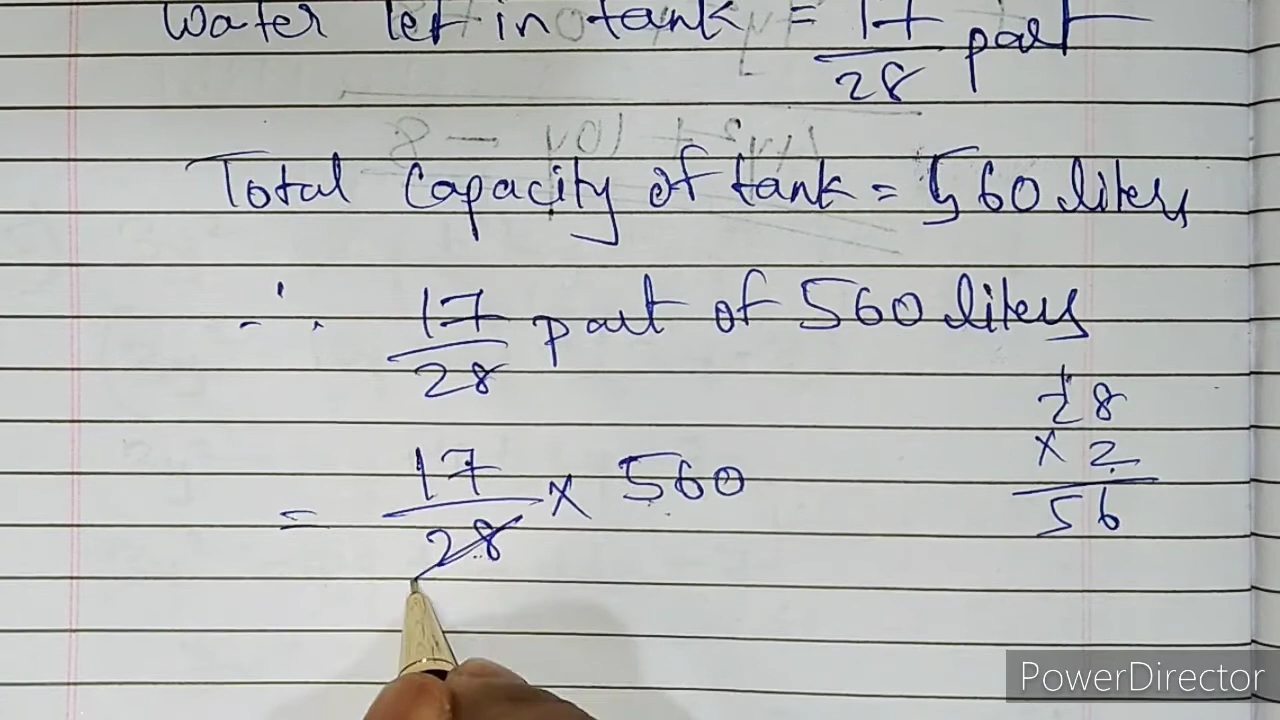 Water let in tank = 17/28 part
Total Capacity of tank = 560 liters
∴ 17/28 part of 560 liters
= 17/28 × 560
28
× 2
56
PowerDirector